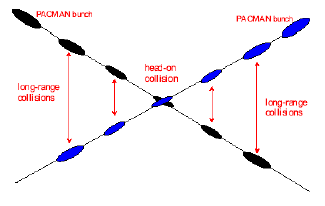 PACMAN bunch
PACMAN bunch
head-on
collision
long-range
collisions
long-range
collisions